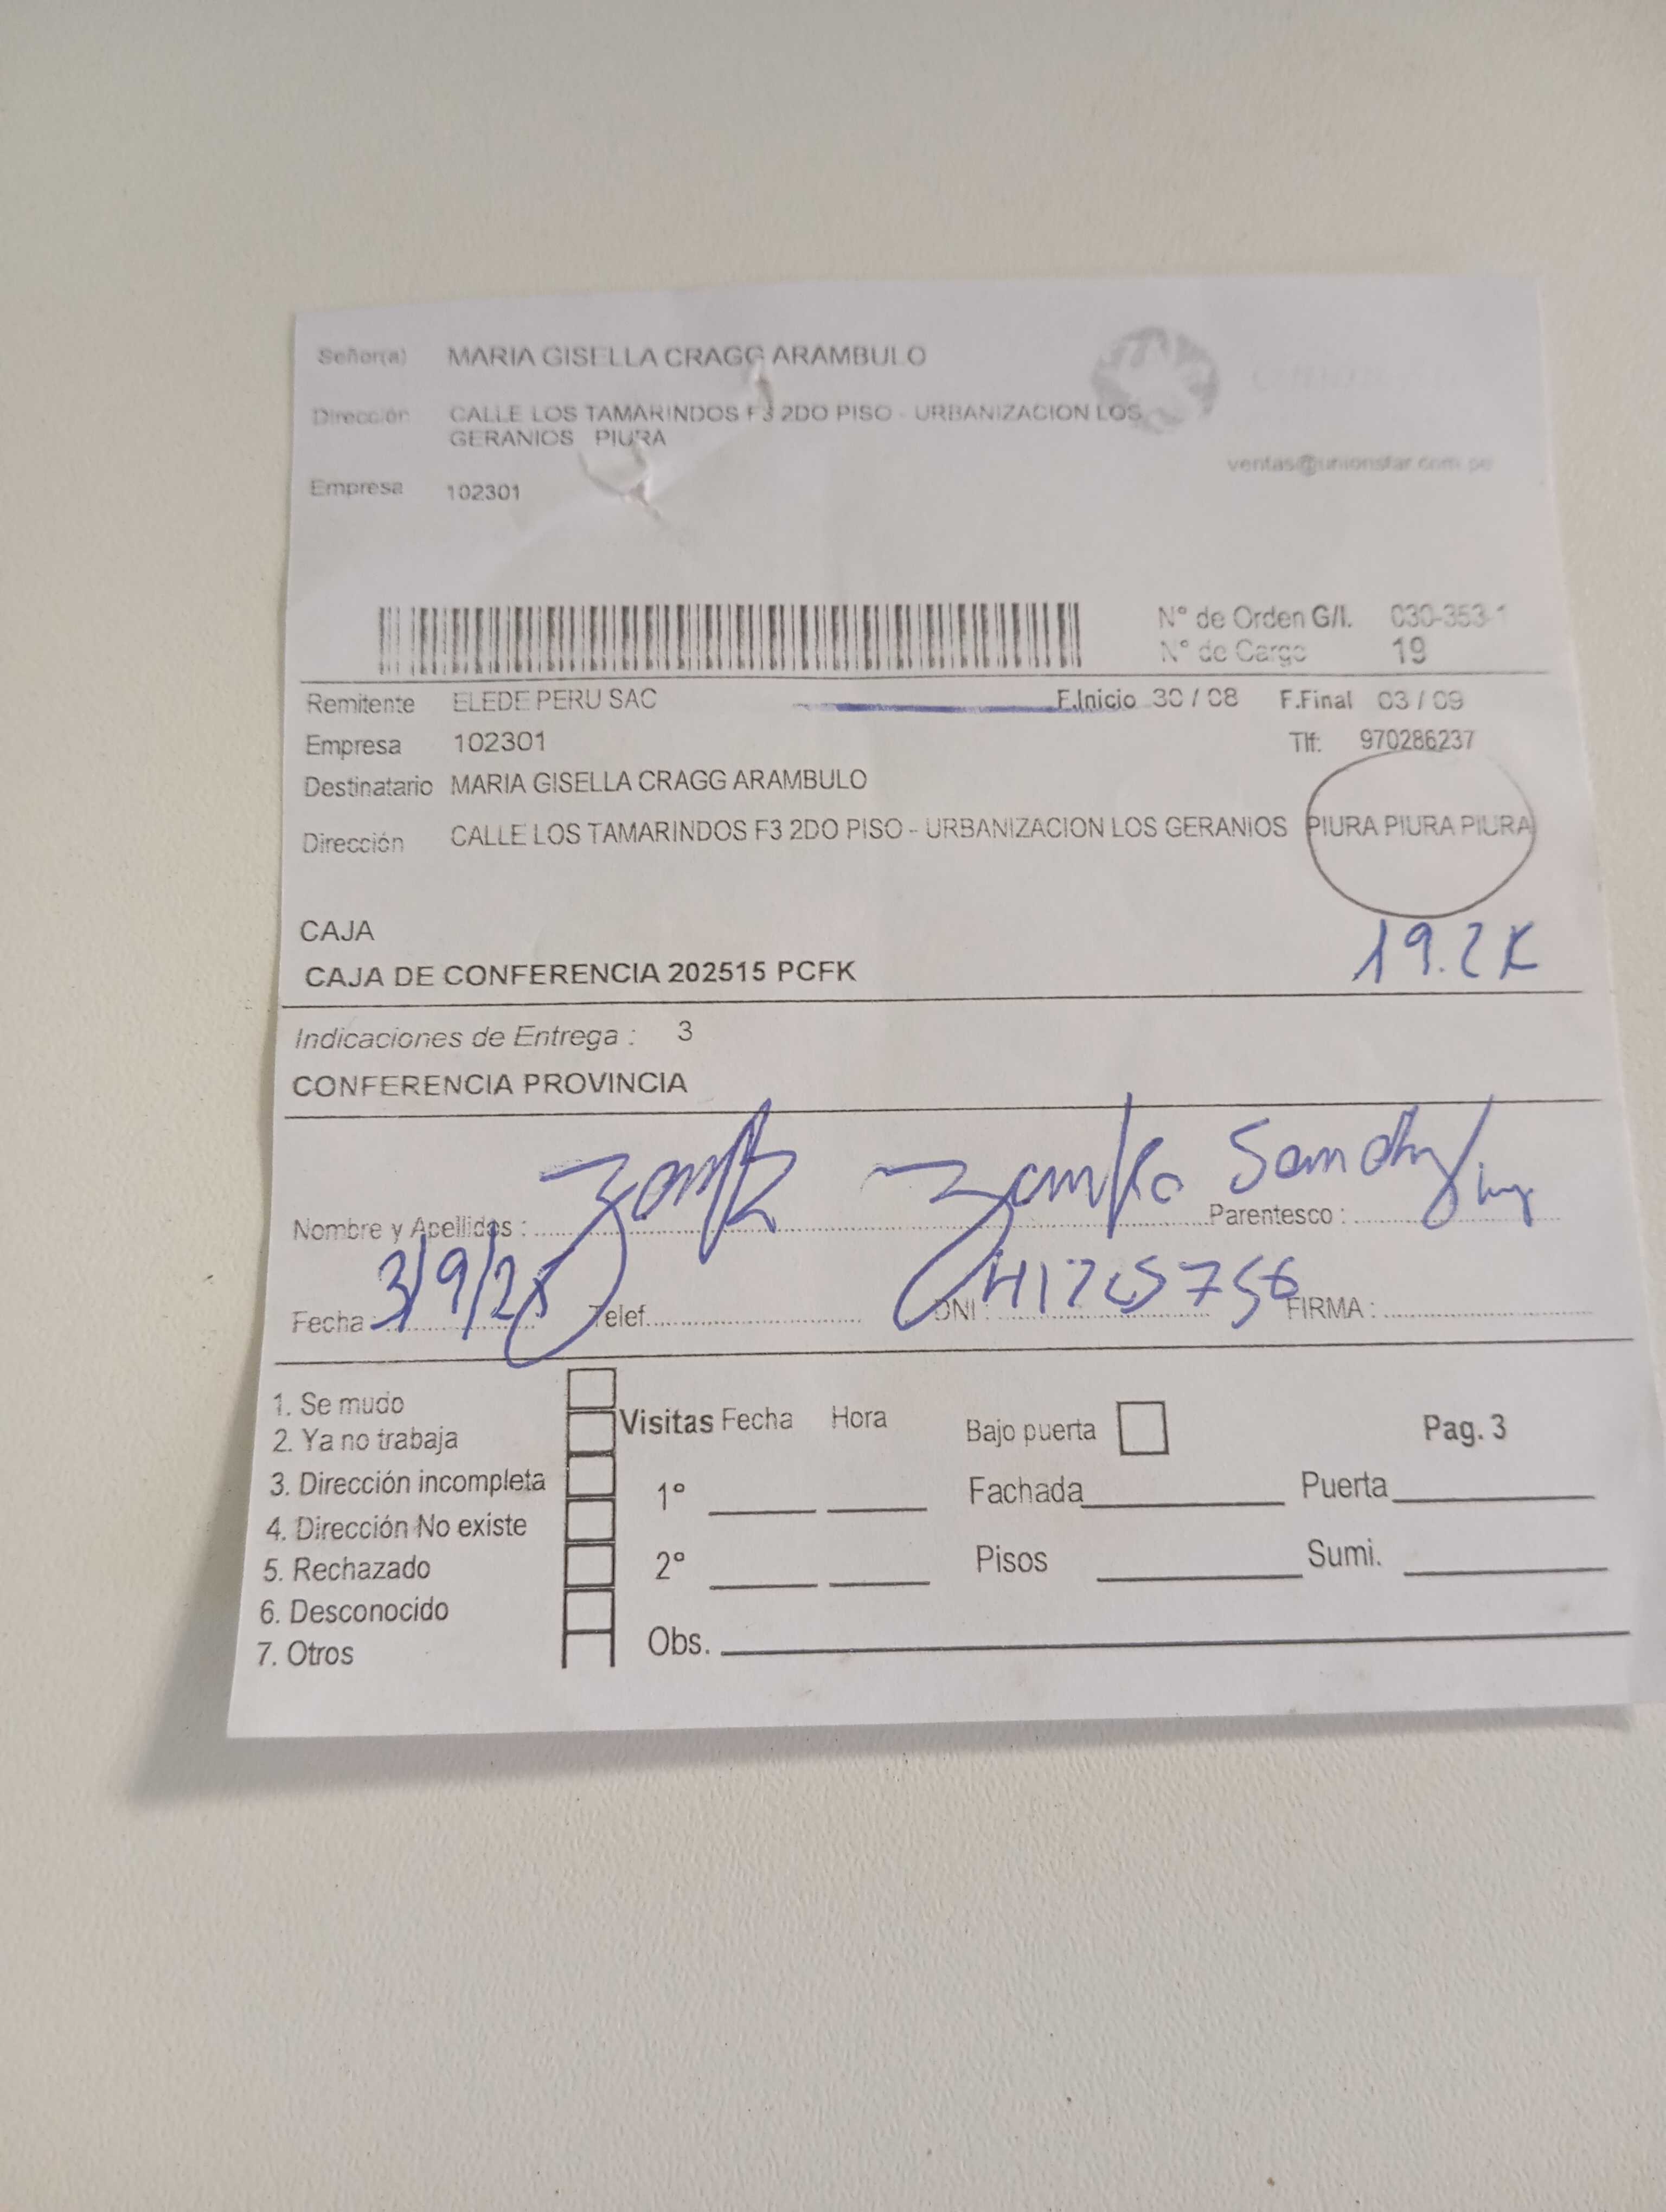 Señor(a) MARIA GISELLA CRAGG ARAMBULO
Dirección CALLE LOS TAMARINDOS F3 2DO PISO - URBANIZACION LOS
GERANIOS PIURA
ventas@unionstar.com.pe
Empresa 102301
N° de Orden G/I. 030-353-1
N° de Cargo 19
Remitente ELEDE PERU SAC F.Inicio 30 / 08 F.Final 03 / 09
Empresa 102301 Tlf: 970286237
Destinatario MARIA GISELLA CRAGG ARAMBULO
Dirección CALLE LOS TAMARINDOS F3 2DO PISO - URBANIZACION LOS GERANIOS PIURA PIURA PIURA
CAJA
19.2K
CAJA DE CONFERENCIA 202515 PCFK
Indicaciones de Entrega : 3
CONFERENCIA PROVINCIA
Nombre y Apellidos : Parentesco :
Fecha : 3/9/25 Telef. DNI : FIRMA :
1. Se mudo
2. Ya no trabaja
3. Dirección incompleta
4. Dirección No existe
5. Rechazado
6. Desconocido
7. Otros
Visitas Fecha Hora Bajo puerta Pag. 3
1° Fachada Puerta
2° Pisos Sumi.
Obs.